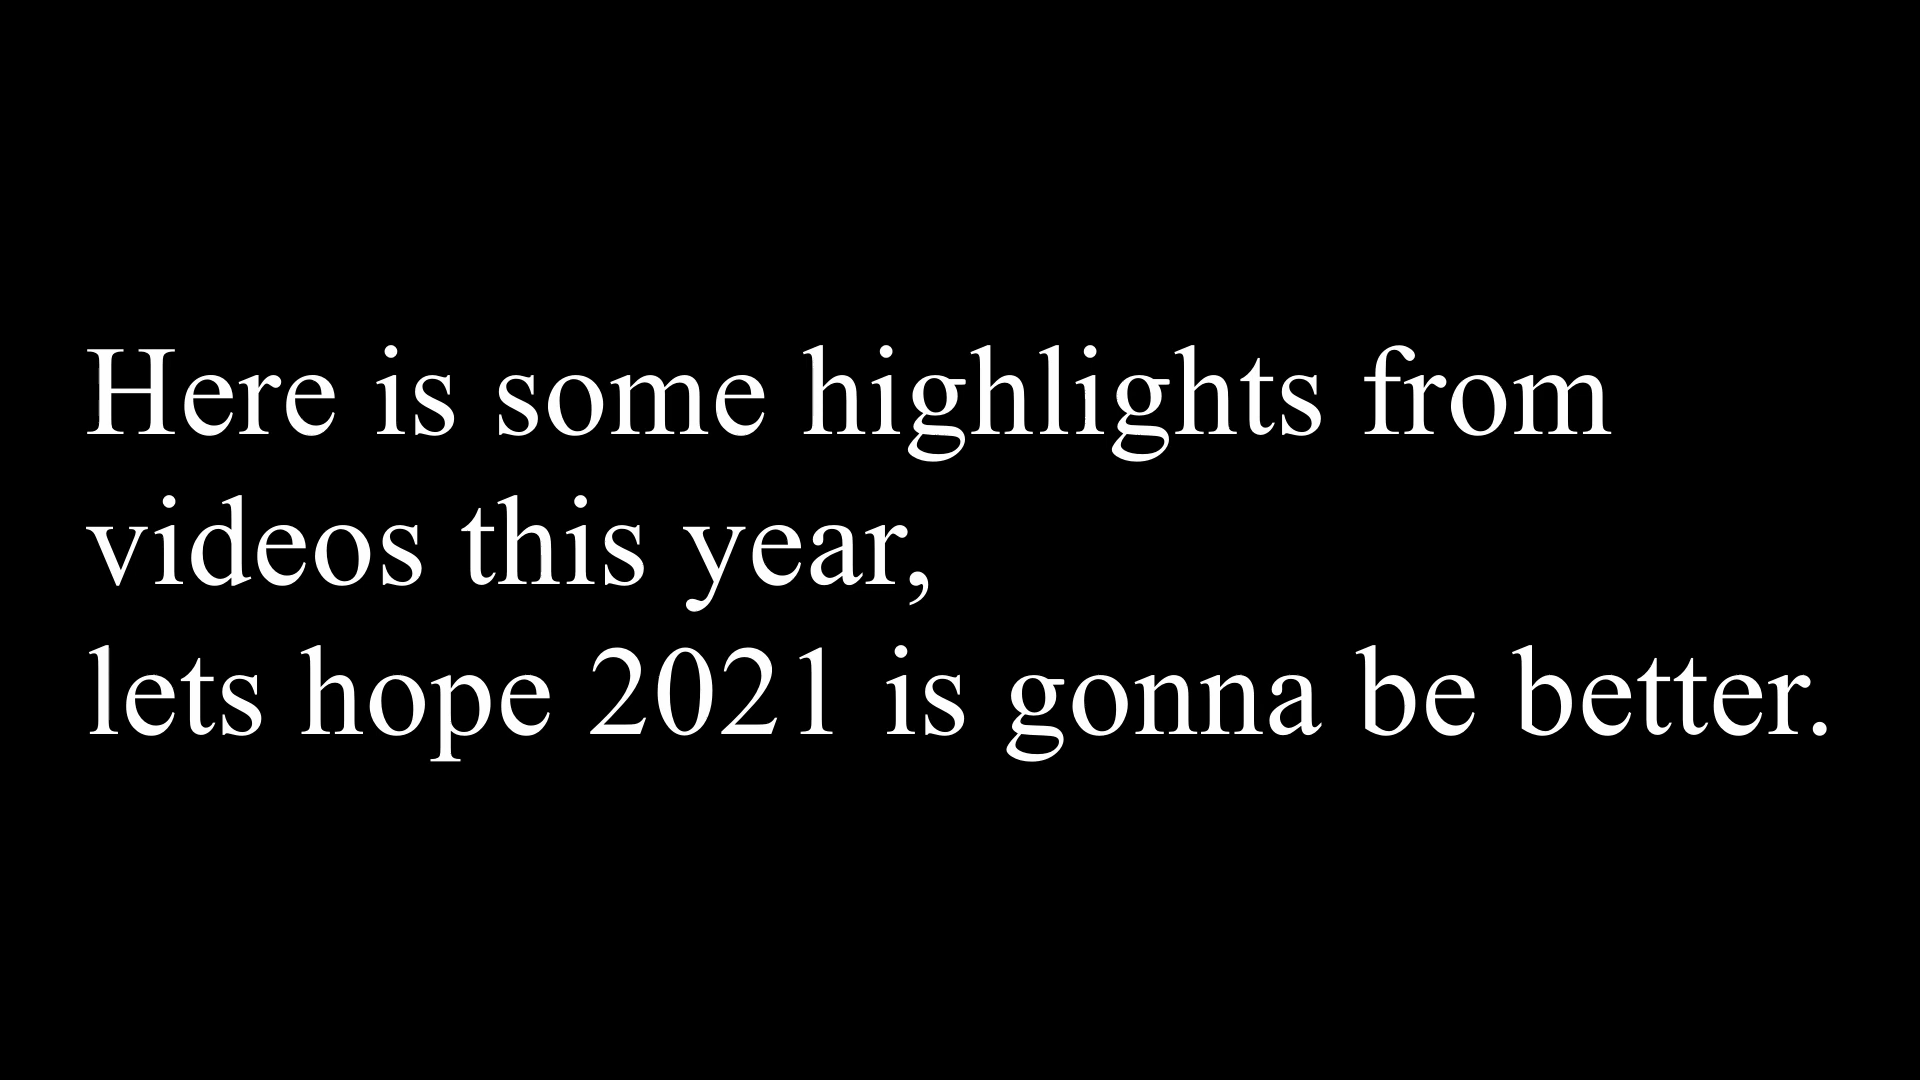 Here is some highlights from
videos this year,
lets hope 2021 is gonna be better.